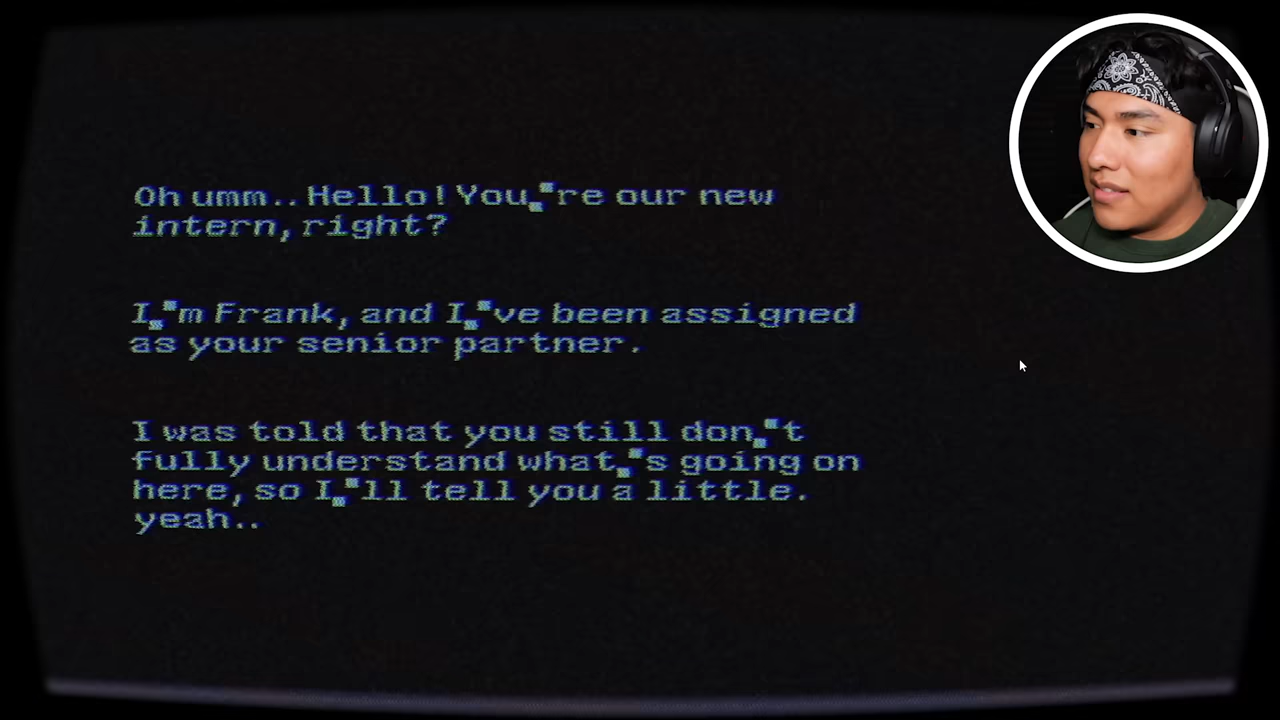 Oh umm.. Hello! You're our new
intern, right?
I'm Frank, and I've been assigned
as your senior partner.
I was told that you still don't
fully understand what's going on
here, so I'll tell you a little.
yeah..